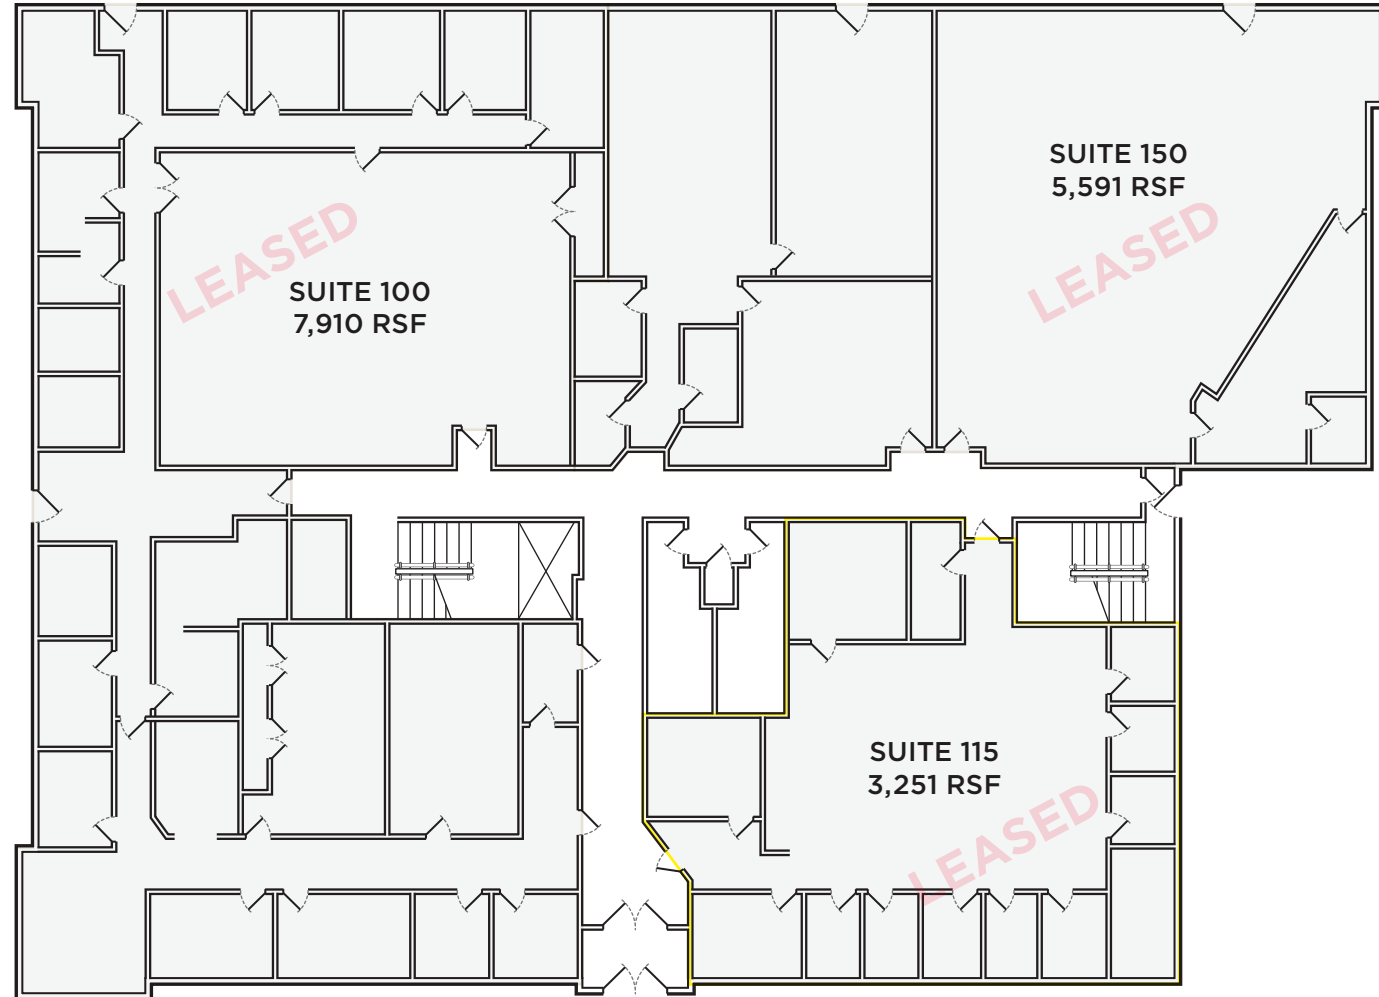 SUITE 150
5,591 RSF
LEASED
SUITE 100
7,910 RSF
LEASED
SUITE 115
3,251 RSF
LEASED